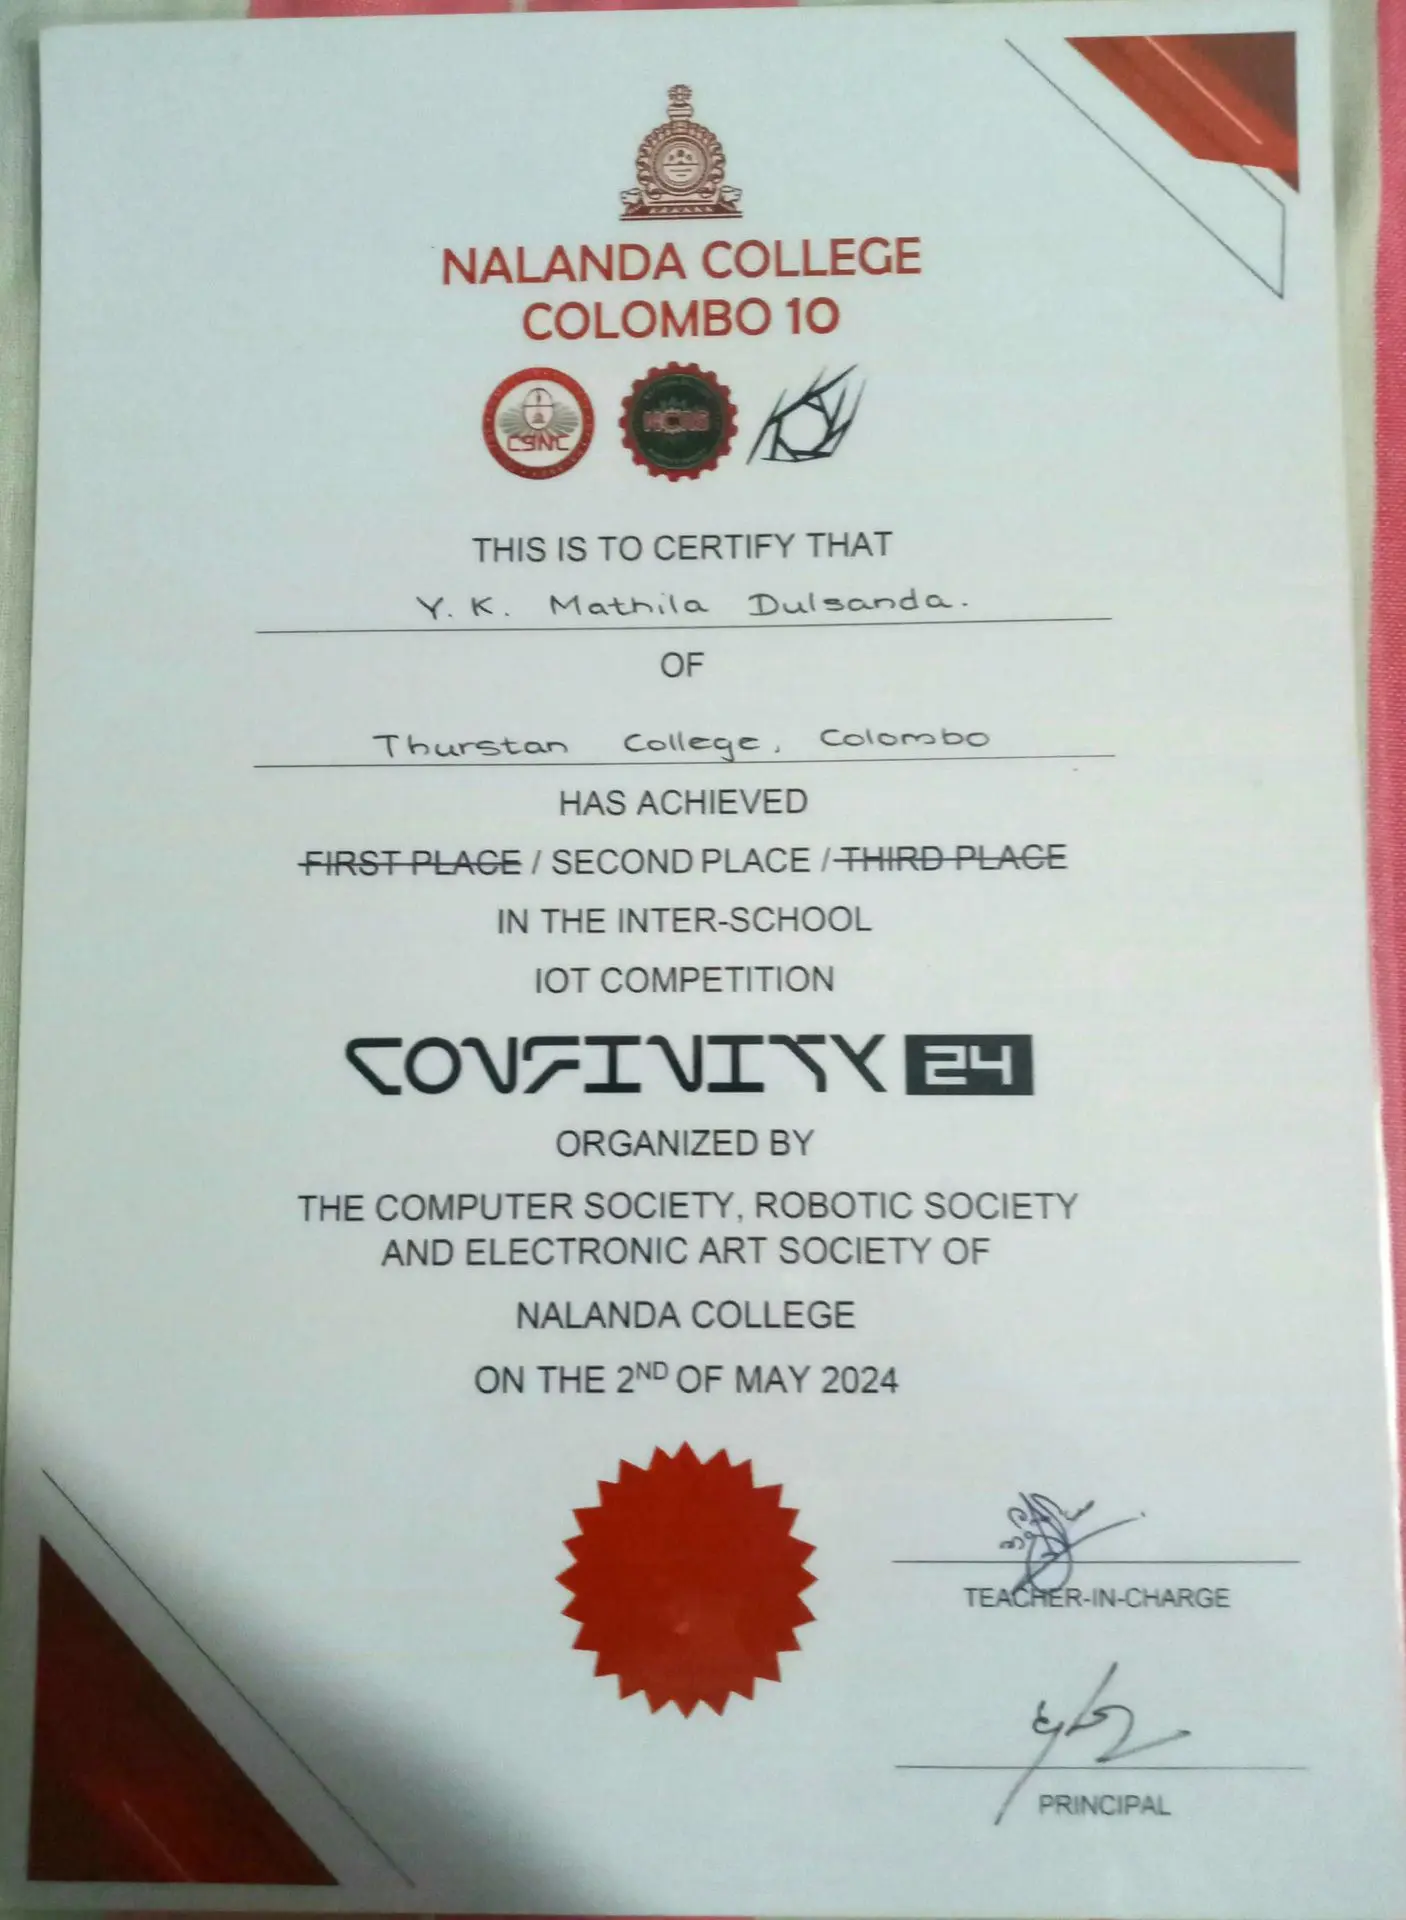 NALANDA COLLEGE
COLOMBO 10
CSNC
THIS IS TO CERTIFY THAT
Y. K. Mathila Dulsanda.
OF
Thurstan College, Colombo
HAS ACHIEVED
FIRST PLACE / SECOND PLACE / THIRD PLACE
IN THE INTER-SCHOOL
IOT COMPETITION
CONFINITY 24
ORGANIZED BY
THE COMPUTER SOCIETY, ROBOTIC SOCIETY
AND ELECTRONIC ART SOCIETY OF
NALANDA COLLEGE
ON THE 2ND OF MAY 2024
TEACHER-IN-CHARGE
PRINCIPAL